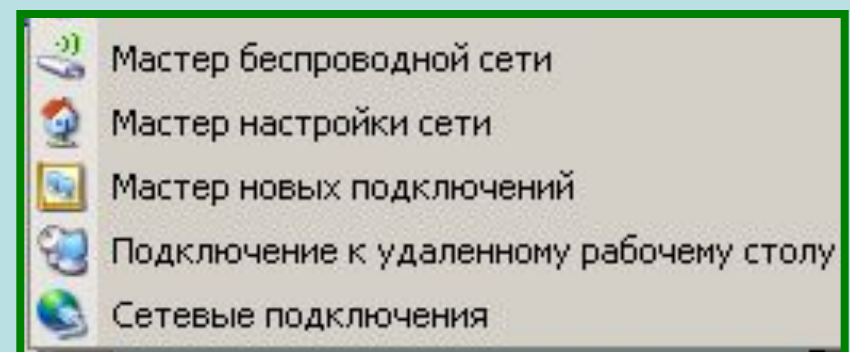 Мастер беспроводной сети
Мастер настройки сети
Мастер новых подключений
Подключение к удаленному рабочему столу
Сетевые подключения